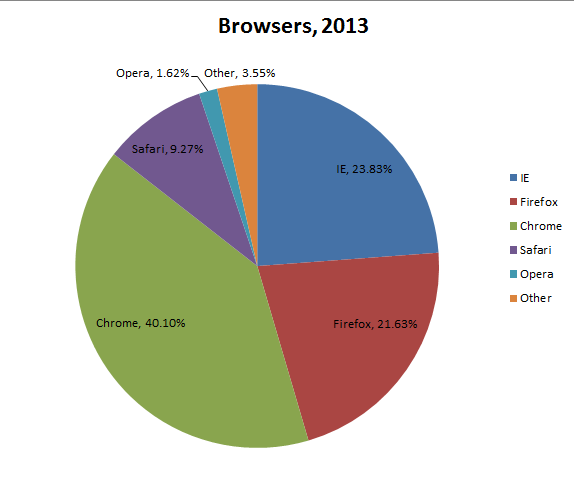 Browsers, 2013
Opera, 1.62%
Other, 3.55%
Safari, 9.27%
IE, 23.83%
Chrome, 40.10%
Firefox, 21.63%
IE
Firefox
Chrome
Safari
Opera
Other